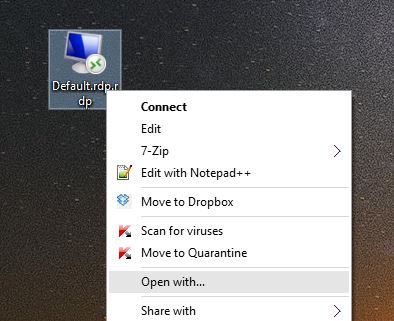 Default.rdp.r
dp
Connect
Edit
7-Zip
Edit with Notepad++
Move to Dropbox
Scan for viruses
Move to Quarantine
Open with...
Share with